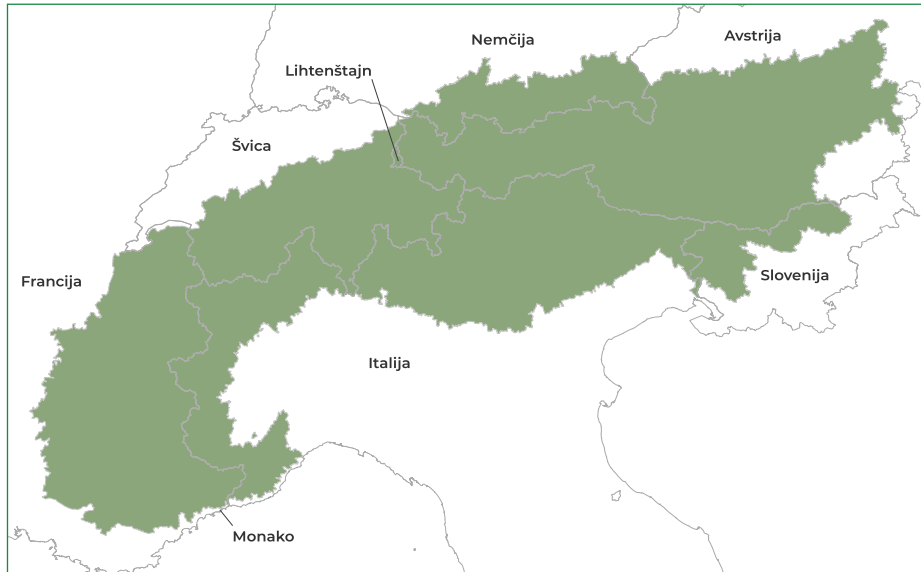 Nemčija
Avstrija
Lihtenštajn
Švica
Francija
Slovenija
Italija
Monako